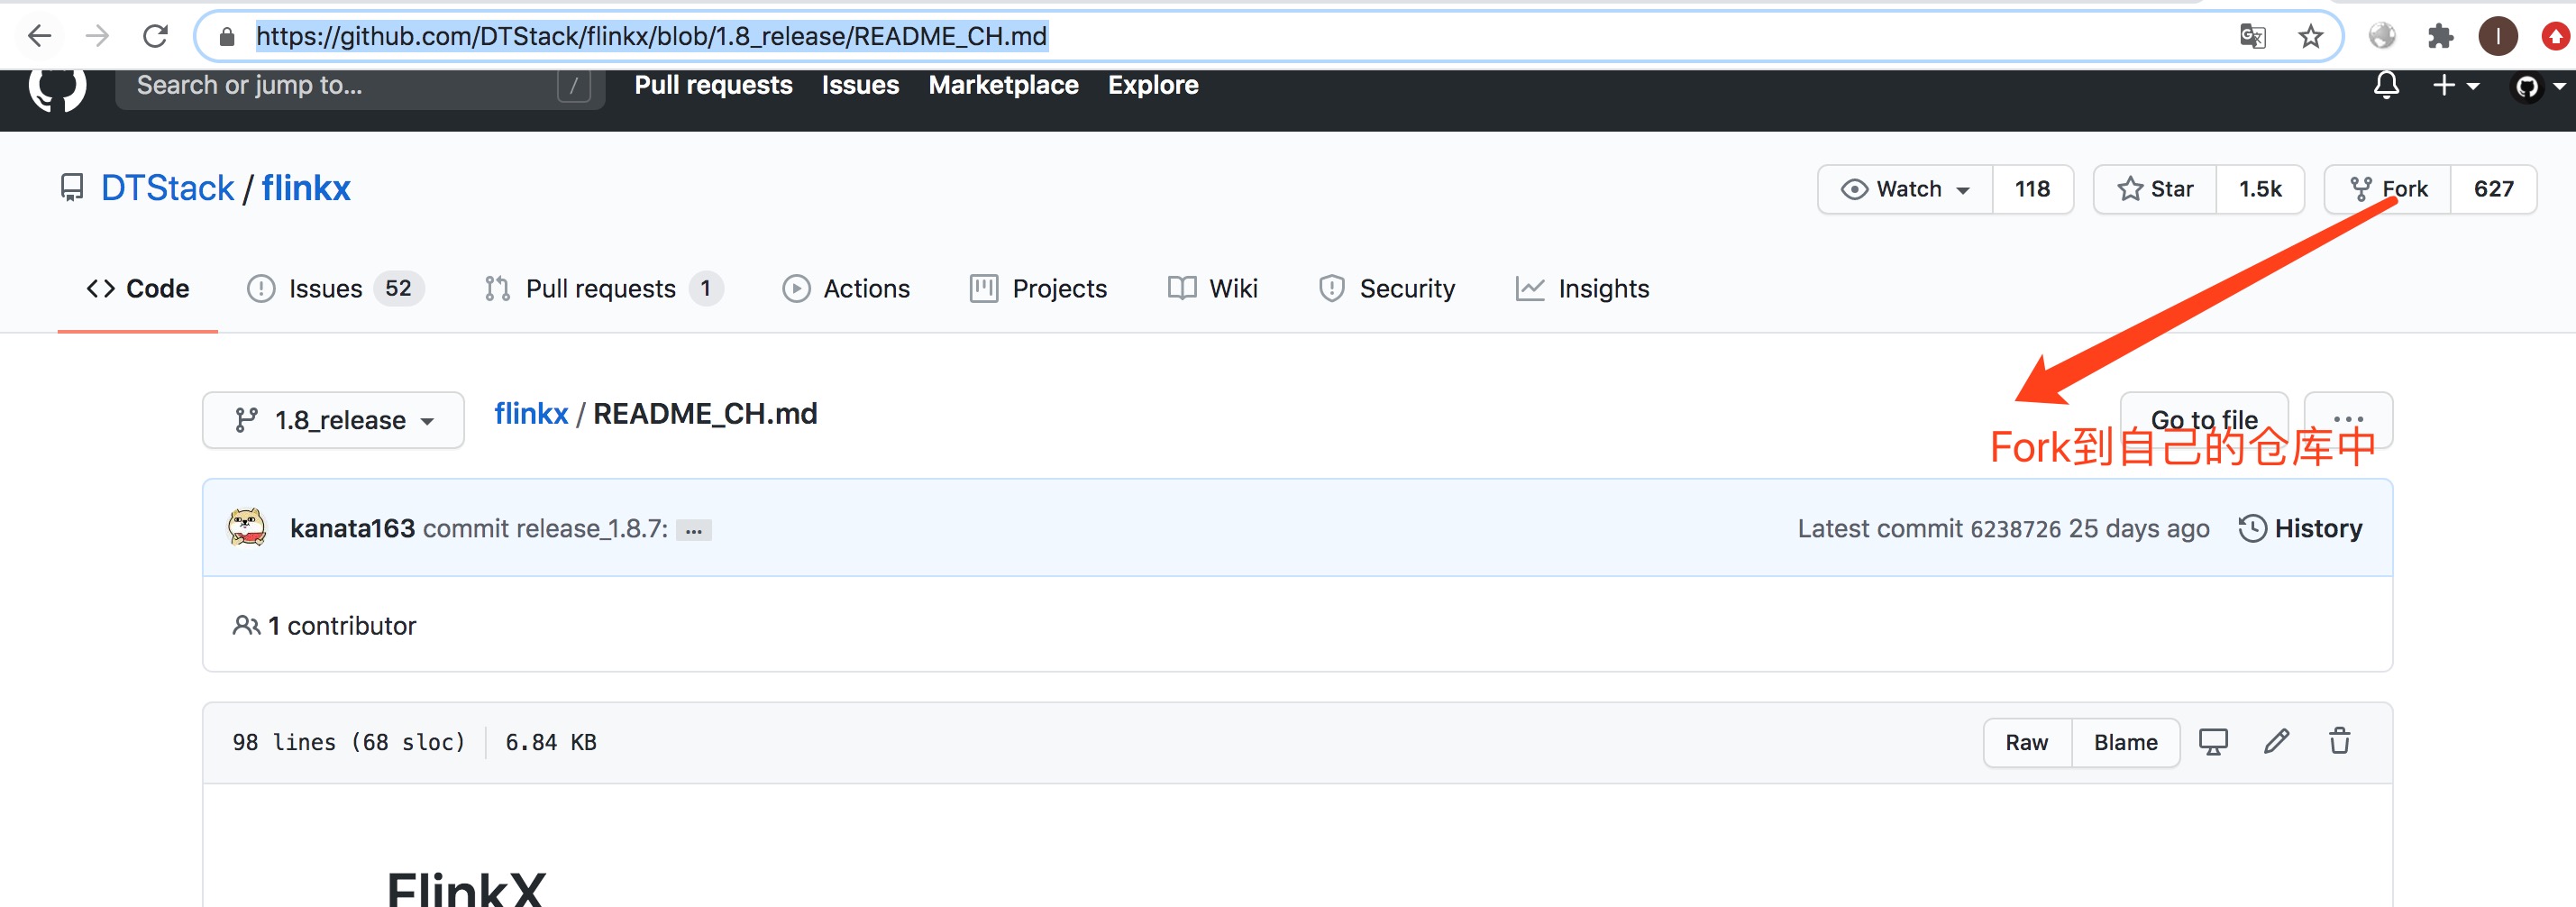 https://github.com/DTStack/flinkx/blob/1.8_release/README_CH.md
Search or jump to... / Pull requests Issues Marketplace Explore
DTStack / flinkx Watch 118 Star 1.5k Fork 627
Code Issues 52 Pull requests 1 Actions Projects Wiki Security Insights
1.8_release flinkx / README_CH.md Go to file ...
Fork到自己的仓库中
kanata163 commit release_1.8.7: ... Latest commit 6238726 25 days ago History
1 contributor
98 lines (68 sloc) 6.84 KB Raw Blame
FlinkX